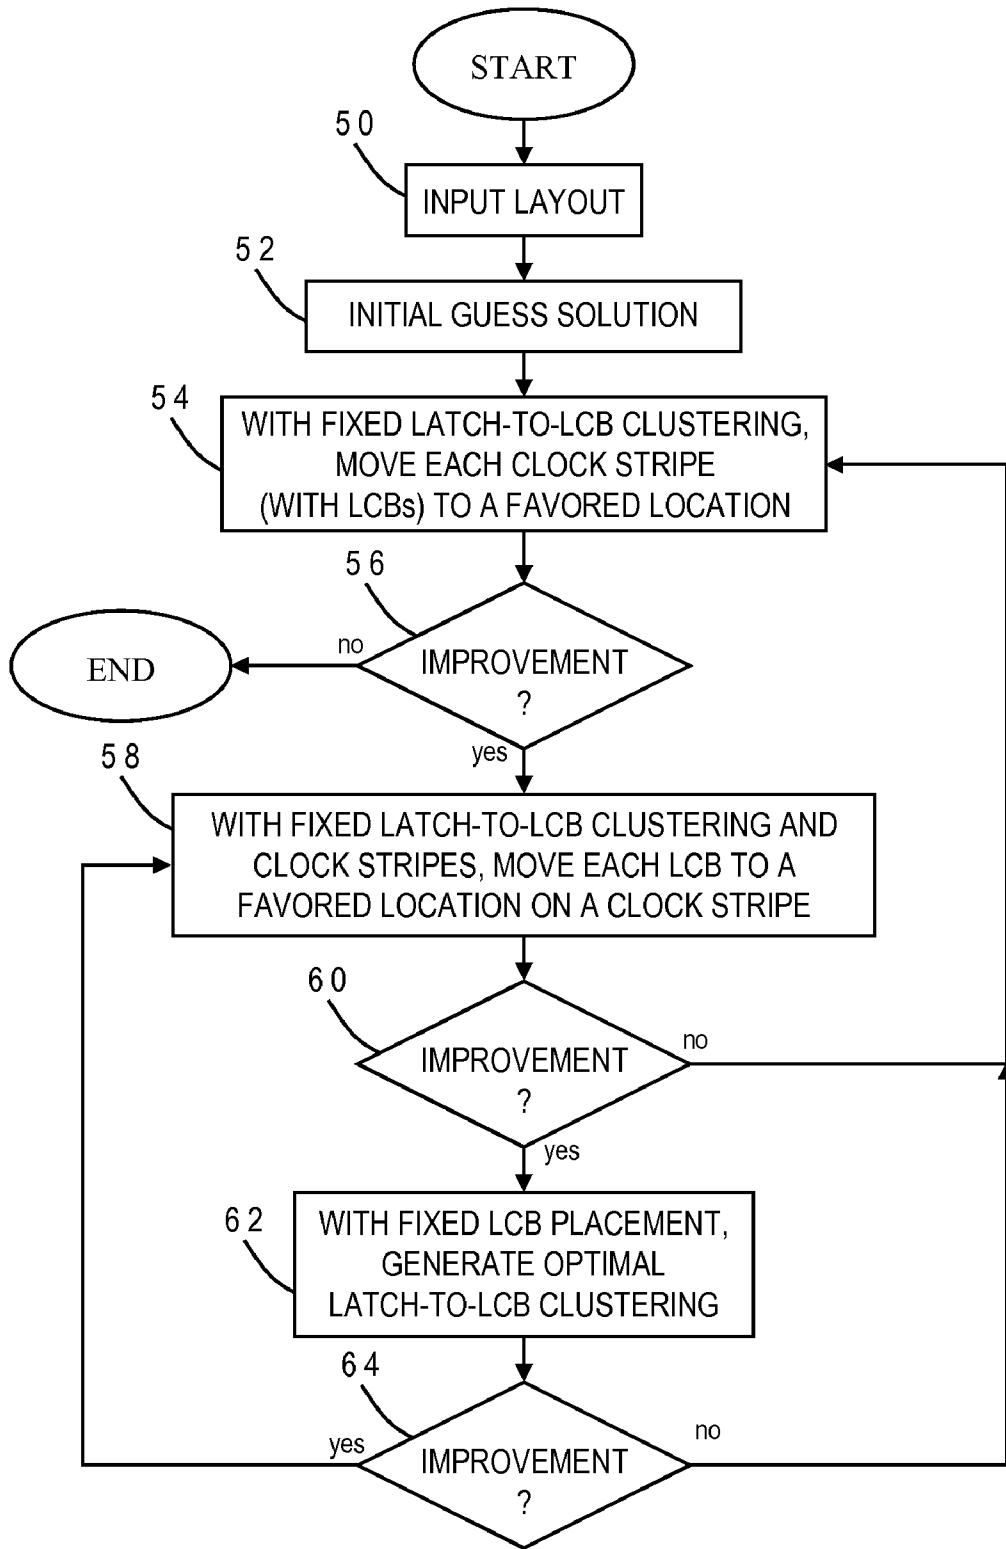 START
50
INPUT LAYOUT
52
INITIAL GUESS SOLUTION
54
WITH FIXED LATCH-TO-LCB CLUSTERING,
MOVE EACH CLOCK STRIPE
(WITH LCBs) TO A FAVORED LOCATION
56
no
IMPROVEMENT
?
END
yes
58
WITH FIXED LATCH-TO-LCB CLUSTERING AND
CLOCK STRIPES, MOVE EACH LCB TO A
FAVORED LOCATION ON A CLOCK STRIPE
60
no
IMPROVEMENT
?
yes
62
WITH FIXED LCB PLACEMENT,
GENERATE OPTIMAL
LATCH-TO-LCB CLUSTERING
64
yes
no
IMPROVEMENT
?